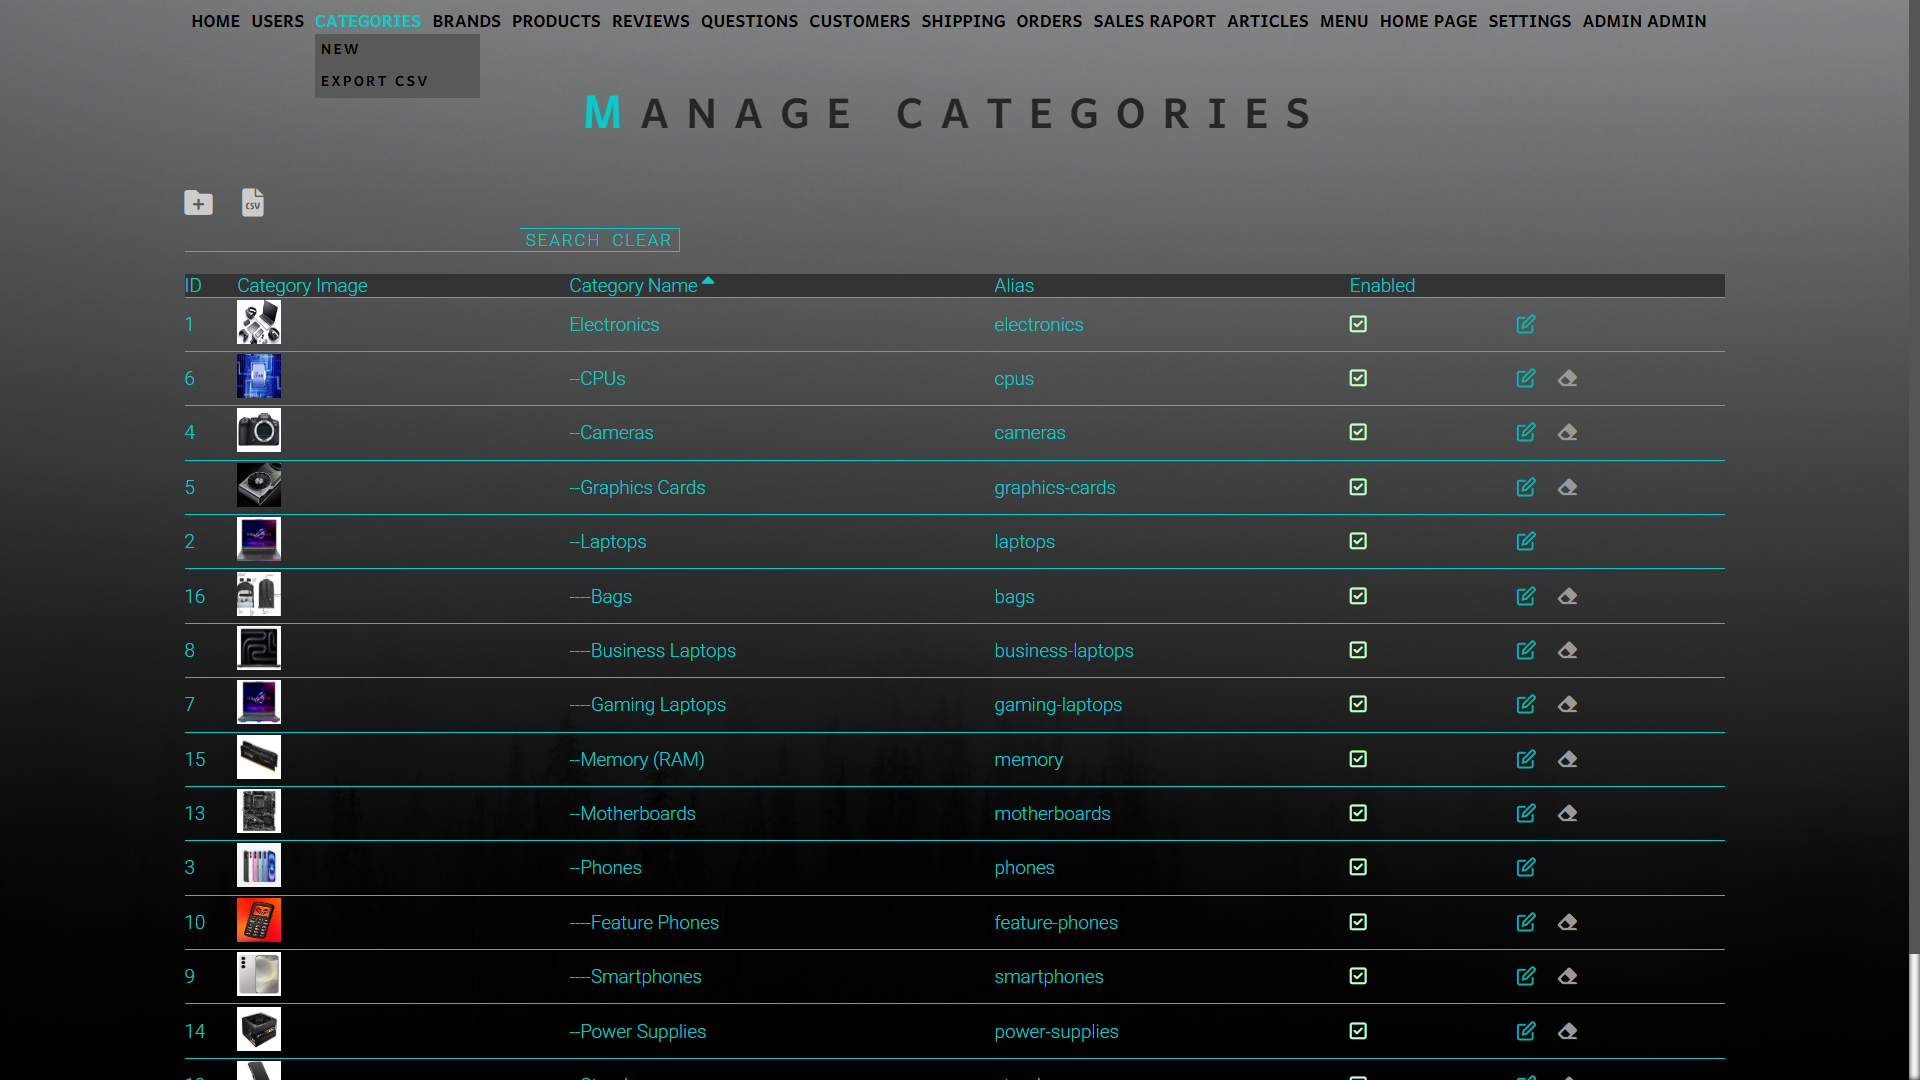 HOME USERS CATEGORIES BRANDS PRODUCTS REVIEWS QUESTIONS CUSTOMERS SHIPPING ORDERS SALES RAPORT ARTICLES MENU HOME PAGE SETTINGS ADMIN ADMIN
NEW
EXPORT CSV
MANAGE CATEGORIES
CSV
SEARCH CLEAR
ID Category Image Category Name Alias Enabled
1 Electronics electronics
6 --CPUs cpus
4 --Cameras cameras
5 --Graphics Cards graphics-cards
2 --Laptops laptops
16 ----Bags bags
8 ----Business Laptops business-laptops
7 ----Gaming Laptops gaming-laptops
15 --Memory (RAM) memory
13 --Motherboards motherboards
3 --Phones phones
10 ----Feature Phones feature-phones
9 ----Smartphones smartphones
14 --Power Supplies power-supplies